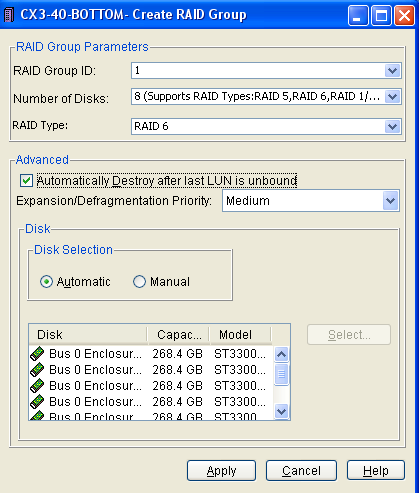 CX3-40-BOTTOM- Create RAID Group
RAID Group Parameters
RAID Group ID: 1
Number of Disks: 8 (Supports RAID Types:RAID 5,RAID 6,RAID 1/...
RAID Type: RAID 6
Advanced
Automatically Destroy after last LUN is unbound
Expansion/Defragmentation Priority: Medium
Disk
Disk Selection
Automatic Manual
Disk Capac... Model
Select...
Bus 0 Enclosur... 268.4 GB ST3300...
Bus 0 Enclosur... 268.4 GB ST3300...
Bus 0 Enclosur... 268.4 GB ST3300...
Bus 0 Enclosur... 268.4 GB ST3300...
Bus 0 Enclosur... 268.4 GB ST3300...
Apply Cancel Help